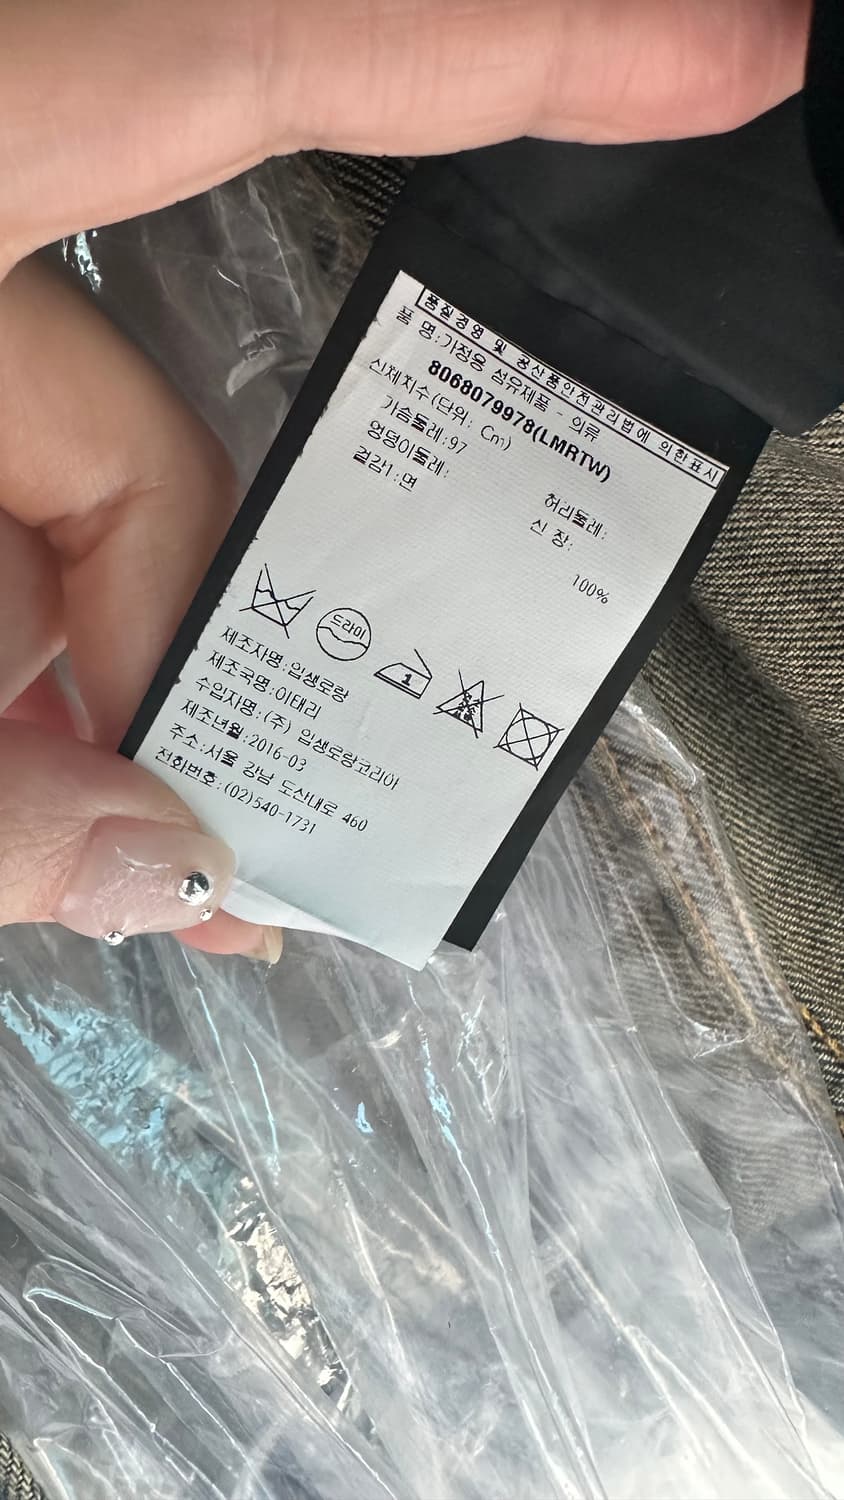 품질경영 및 공산품안전관리법에 의한표시
품 명:가정용 섬유제품 - 의류
8068079978(LMRTW)
신체치수(단위: Cm)
가슴둘레:97 허리둘레:
엉덩이둘레: 신 장:
겉감1:면 100%
드라이
1
제조자명:입생로랑
제조국명:이태리
수입자명:(주) 입생로랑코리아
제조년월:2016-03
주소:서울 강남 도산대로 460
전화번호:(02)540-1731